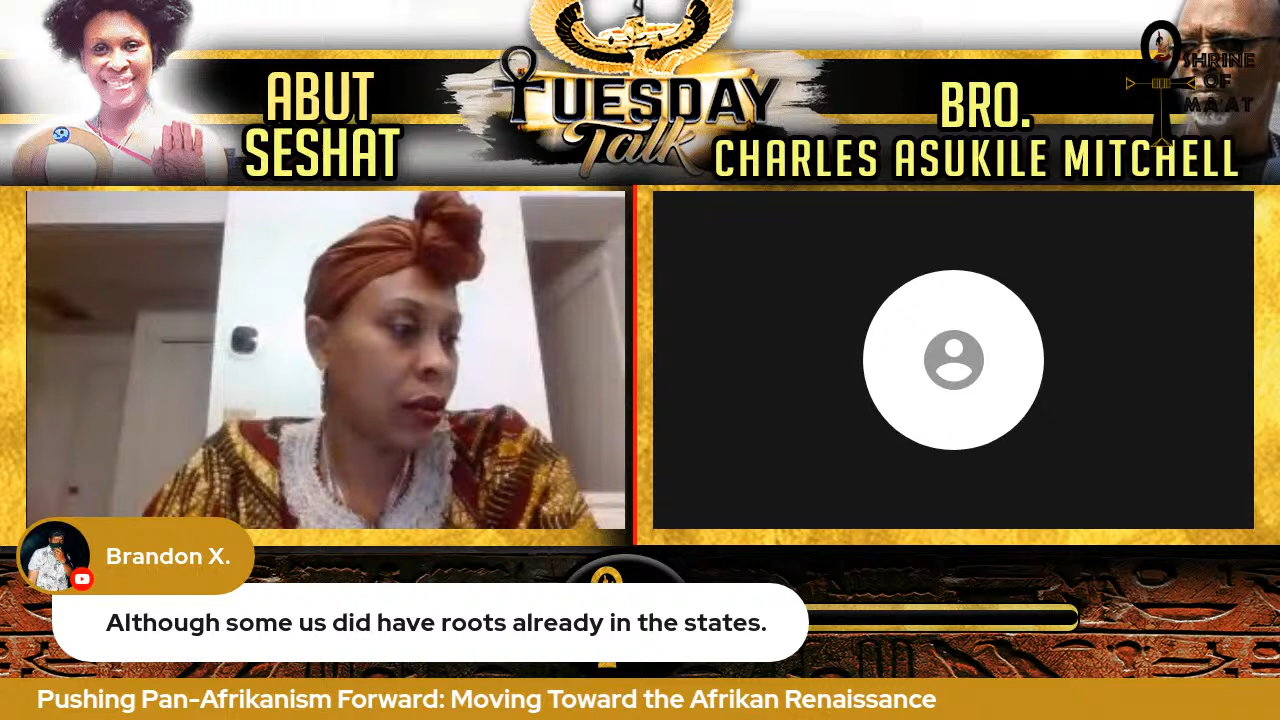 ABUT
SESHAT
TUESDAY
Talk
BRO.
CHARLES ASUKILE MITCHELL
SHRINE
OF
MA'AT
Brandon X.
Although some us did have roots already in the states.
Pushing Pan-Afrikanism Forward: Moving Toward the Afrikan Renaissance